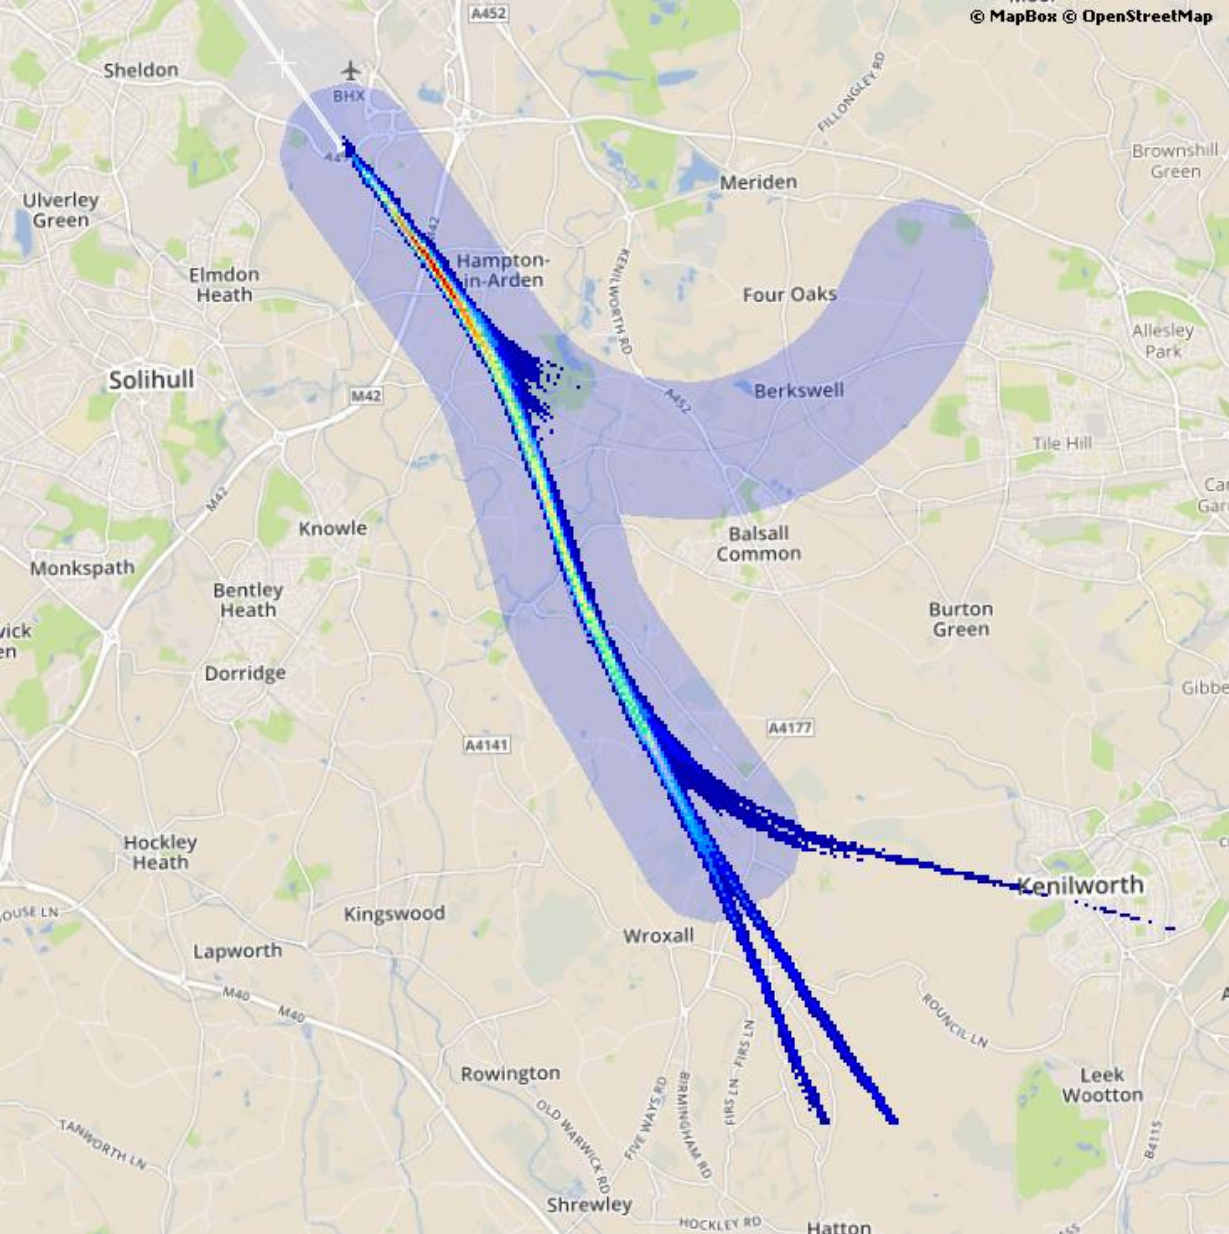 © MapBox © OpenStreetMap
A452
Sheldon
BHX
FILLONGLEY RD
Brownshill
Green
Meriden
Ulverley
Green
A42
Hampton-
in-Arden
Elmdon
Heath
KENILWORTH RD
Four Oaks
Allesley
Park
Solihull
M42
A452
Berkswell
Tile Hill
M42
Knowle
Balsall
Common
Monkspath
Bentley
Heath
Burton
Green
Dorridge
A4177
A4141
Hockley
Heath
Kenilworth
Kingswood
Wroxall
Lapworth
M40
M40
ROUNCIL LN
FIRS LN - FIRS LN
Rowington
Leek
Wootton
OLD WARWICK RD
FIVE WAYS RD
BIRMINGHAM RD
TANWORTH LN
B4115
Shrewley
HOCKLEY RD
Hatton